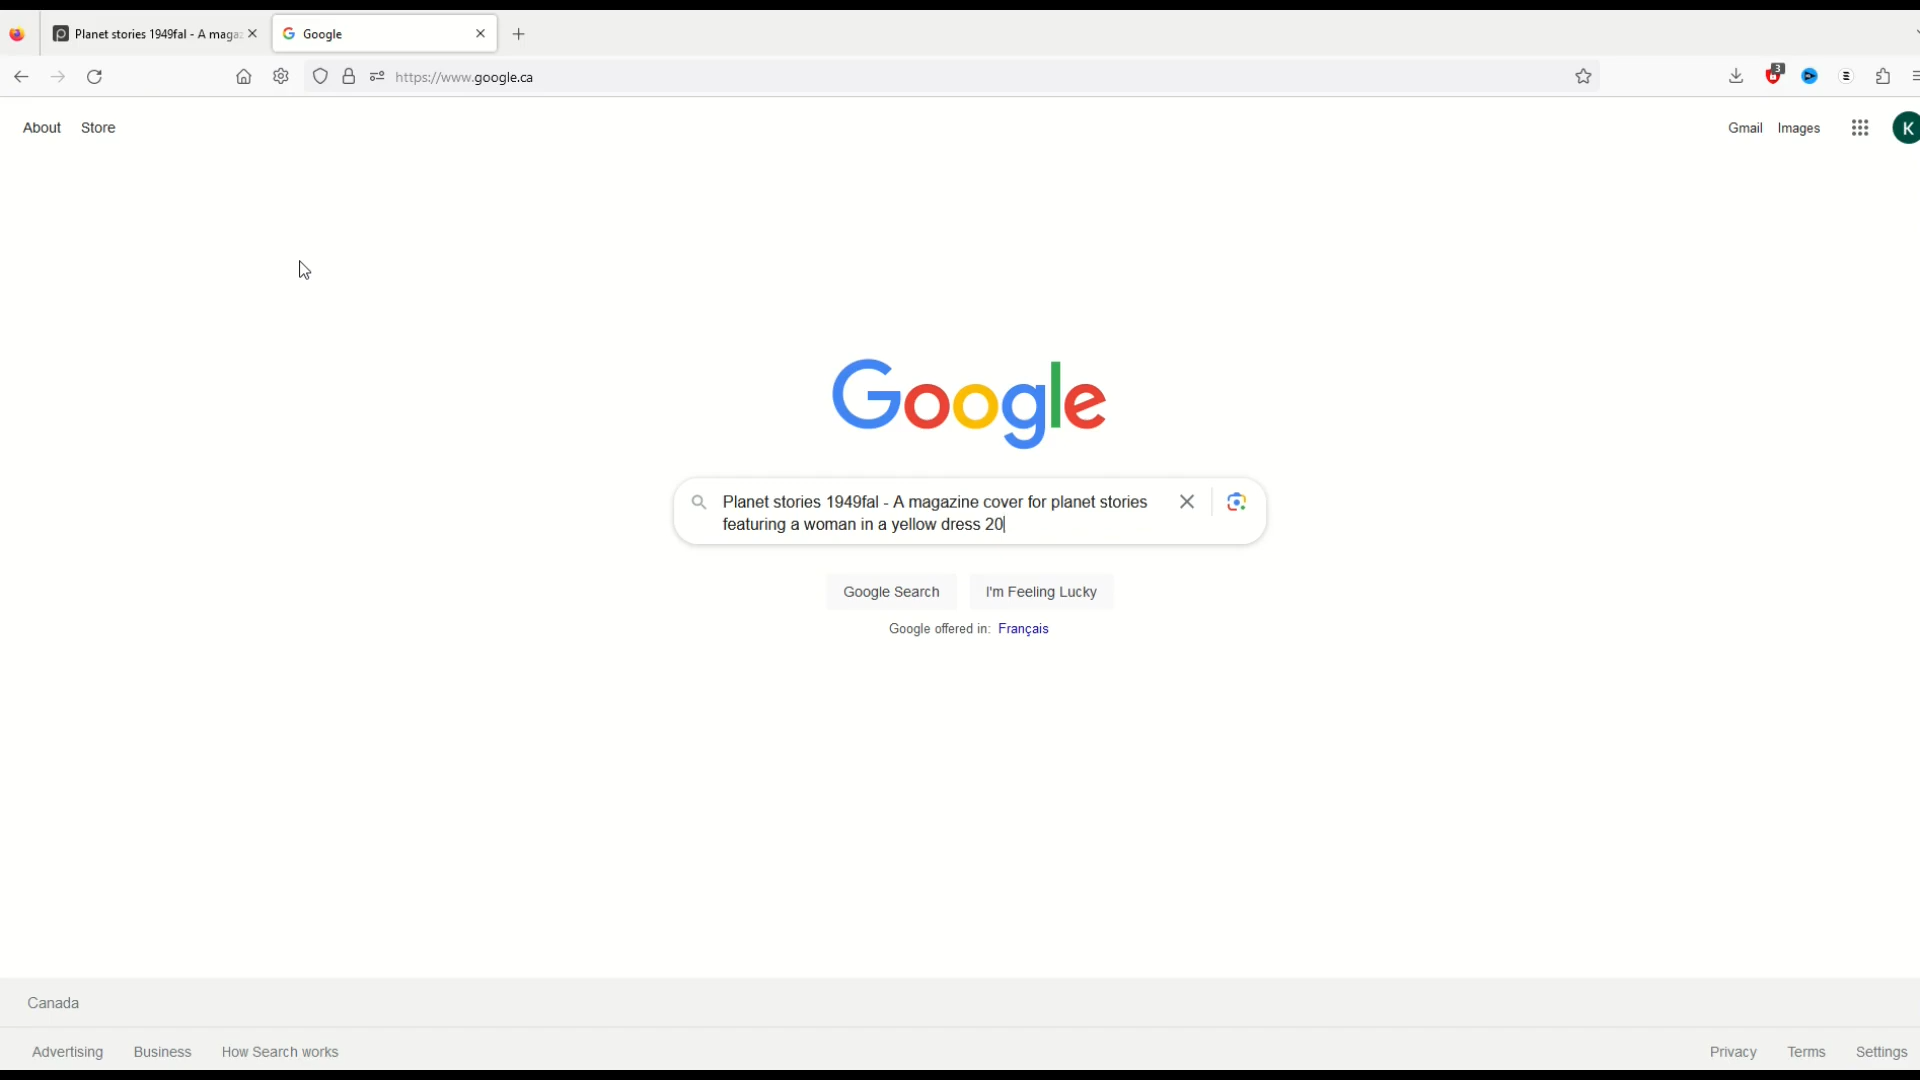 Planet stories 1949fal - A maga
Google
https://www.google.ca
3
About Store
Gmail Images
K
Google
Planet stories 1949fal - A magazine cover for planet stories
featuring a woman in a yellow dress 20
Google Search I'm Feeling Lucky
Google offered in: Français
Canada
Advertising Business How Search works
Privacy Terms Settings